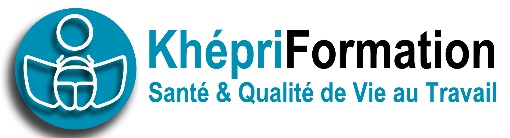 KhépriFormation
Santé & Qualité de Vie au Travail